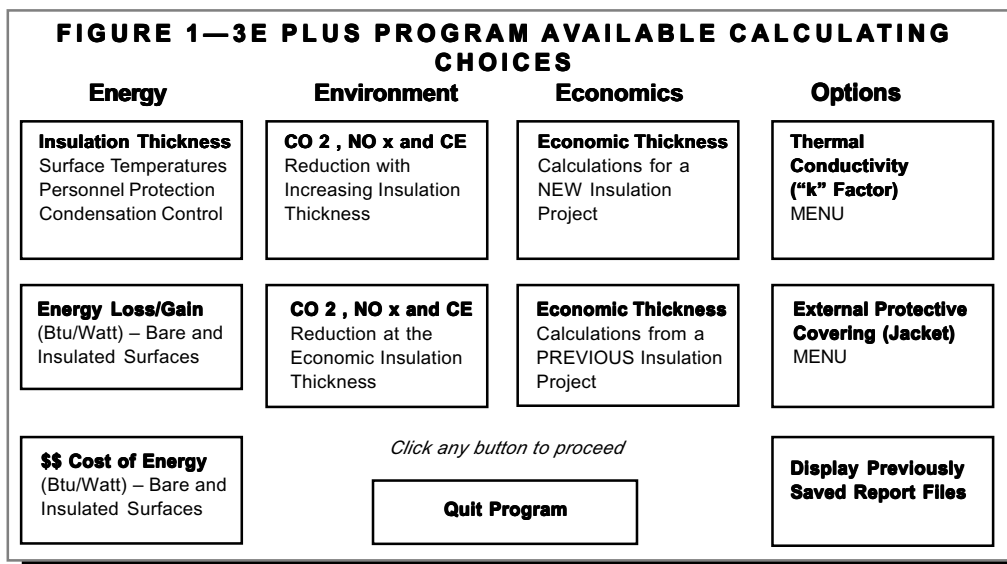 FIGURE 1—3E PLUS PROGRAM AVAILABLE CALCULATING
CHOICES
Energy
Insulation Thickness
Surface Temperatures
Personnel Protection
Condensation Control
Energy Loss/Gain
(Btu/Watt) – Bare and
Insulated Surfaces
$$ Cost of Energy
(Btu/Watt) – Bare and
Insulated Surfaces
Environment
CO 2 , NO x and CE
Reduction with
Increasing Insulation
Thickness
CO 2 , NO x and CE
Reduction at the
Economic Insulation
Thickness
Economics
Economic Thickness
Calculations for a
NEW Insulation
Project
Economic Thickness
Calculations from a
PREVIOUS Insulation
Project
Click any button to proceed
Quit Program
Options
Thermal
Conductivity
(“k” Factor)
MENU
External Protective
Covering (Jacket)
MENU
Display Previously
Saved Report Files